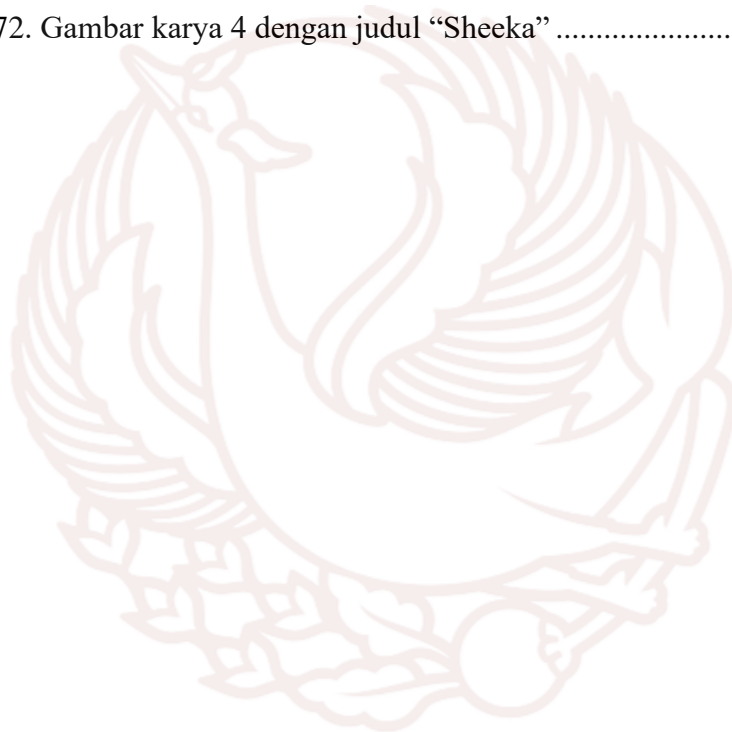 72. Gambar karya 4 dengan judul “Sheeka” ......................